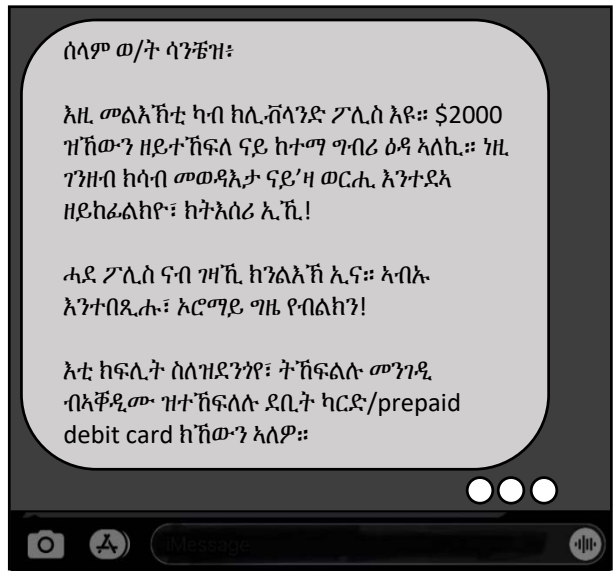 ሰላም ወ/ት ሳንቼዝ፥
እዚ መልእኽቲ ካብ ክሊቭላንድ ፖሊስ እዩ። $2000
ዝኸውን ዘይተኸፍለ ናይ ከተማ ግብሪ ዕዳ ኣለኪ። ነዚ
ገንዘብ ክሳብ መወዳእታ ናይ’ዛ ወርሒ እንተደኣ
ዘይከፊልክዮ፣ ክትእሰሪ ኢኺ!
ሓደ ፖሊስ ናብ ገዛኺ ክንልእኽ ኢና። ኣብኡ
እንተበጺሑ፣ ኦሮማይ ግዜ የብልክን!
እቲ ክፍሊት ስለዝደንጎየ፣ ትኸፍልሉ መንገዲ
ብኣቐዲሙ ዝተኸፍለሉ ደቢት ካርድ/prepaid
debit card ክኸውን ኣለዎ።
iMessage